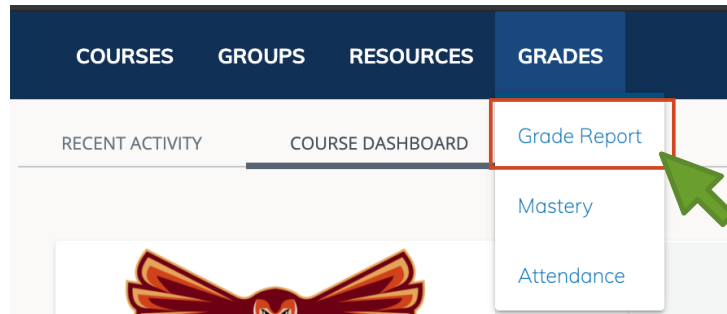 COURSES GROUPS RESOURCES GRADES
RECENT ACTIVITY COURSE DASHBOARD
Grade Report
Mastery
Attendance